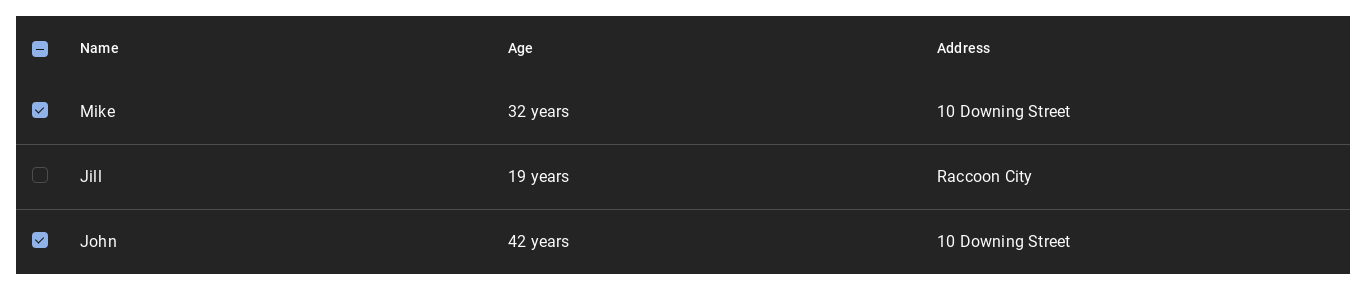 Name Age Address
Mike 32 years 10 Downing Street
Jill 19 years Raccoon City
John 42 years 10 Downing Street